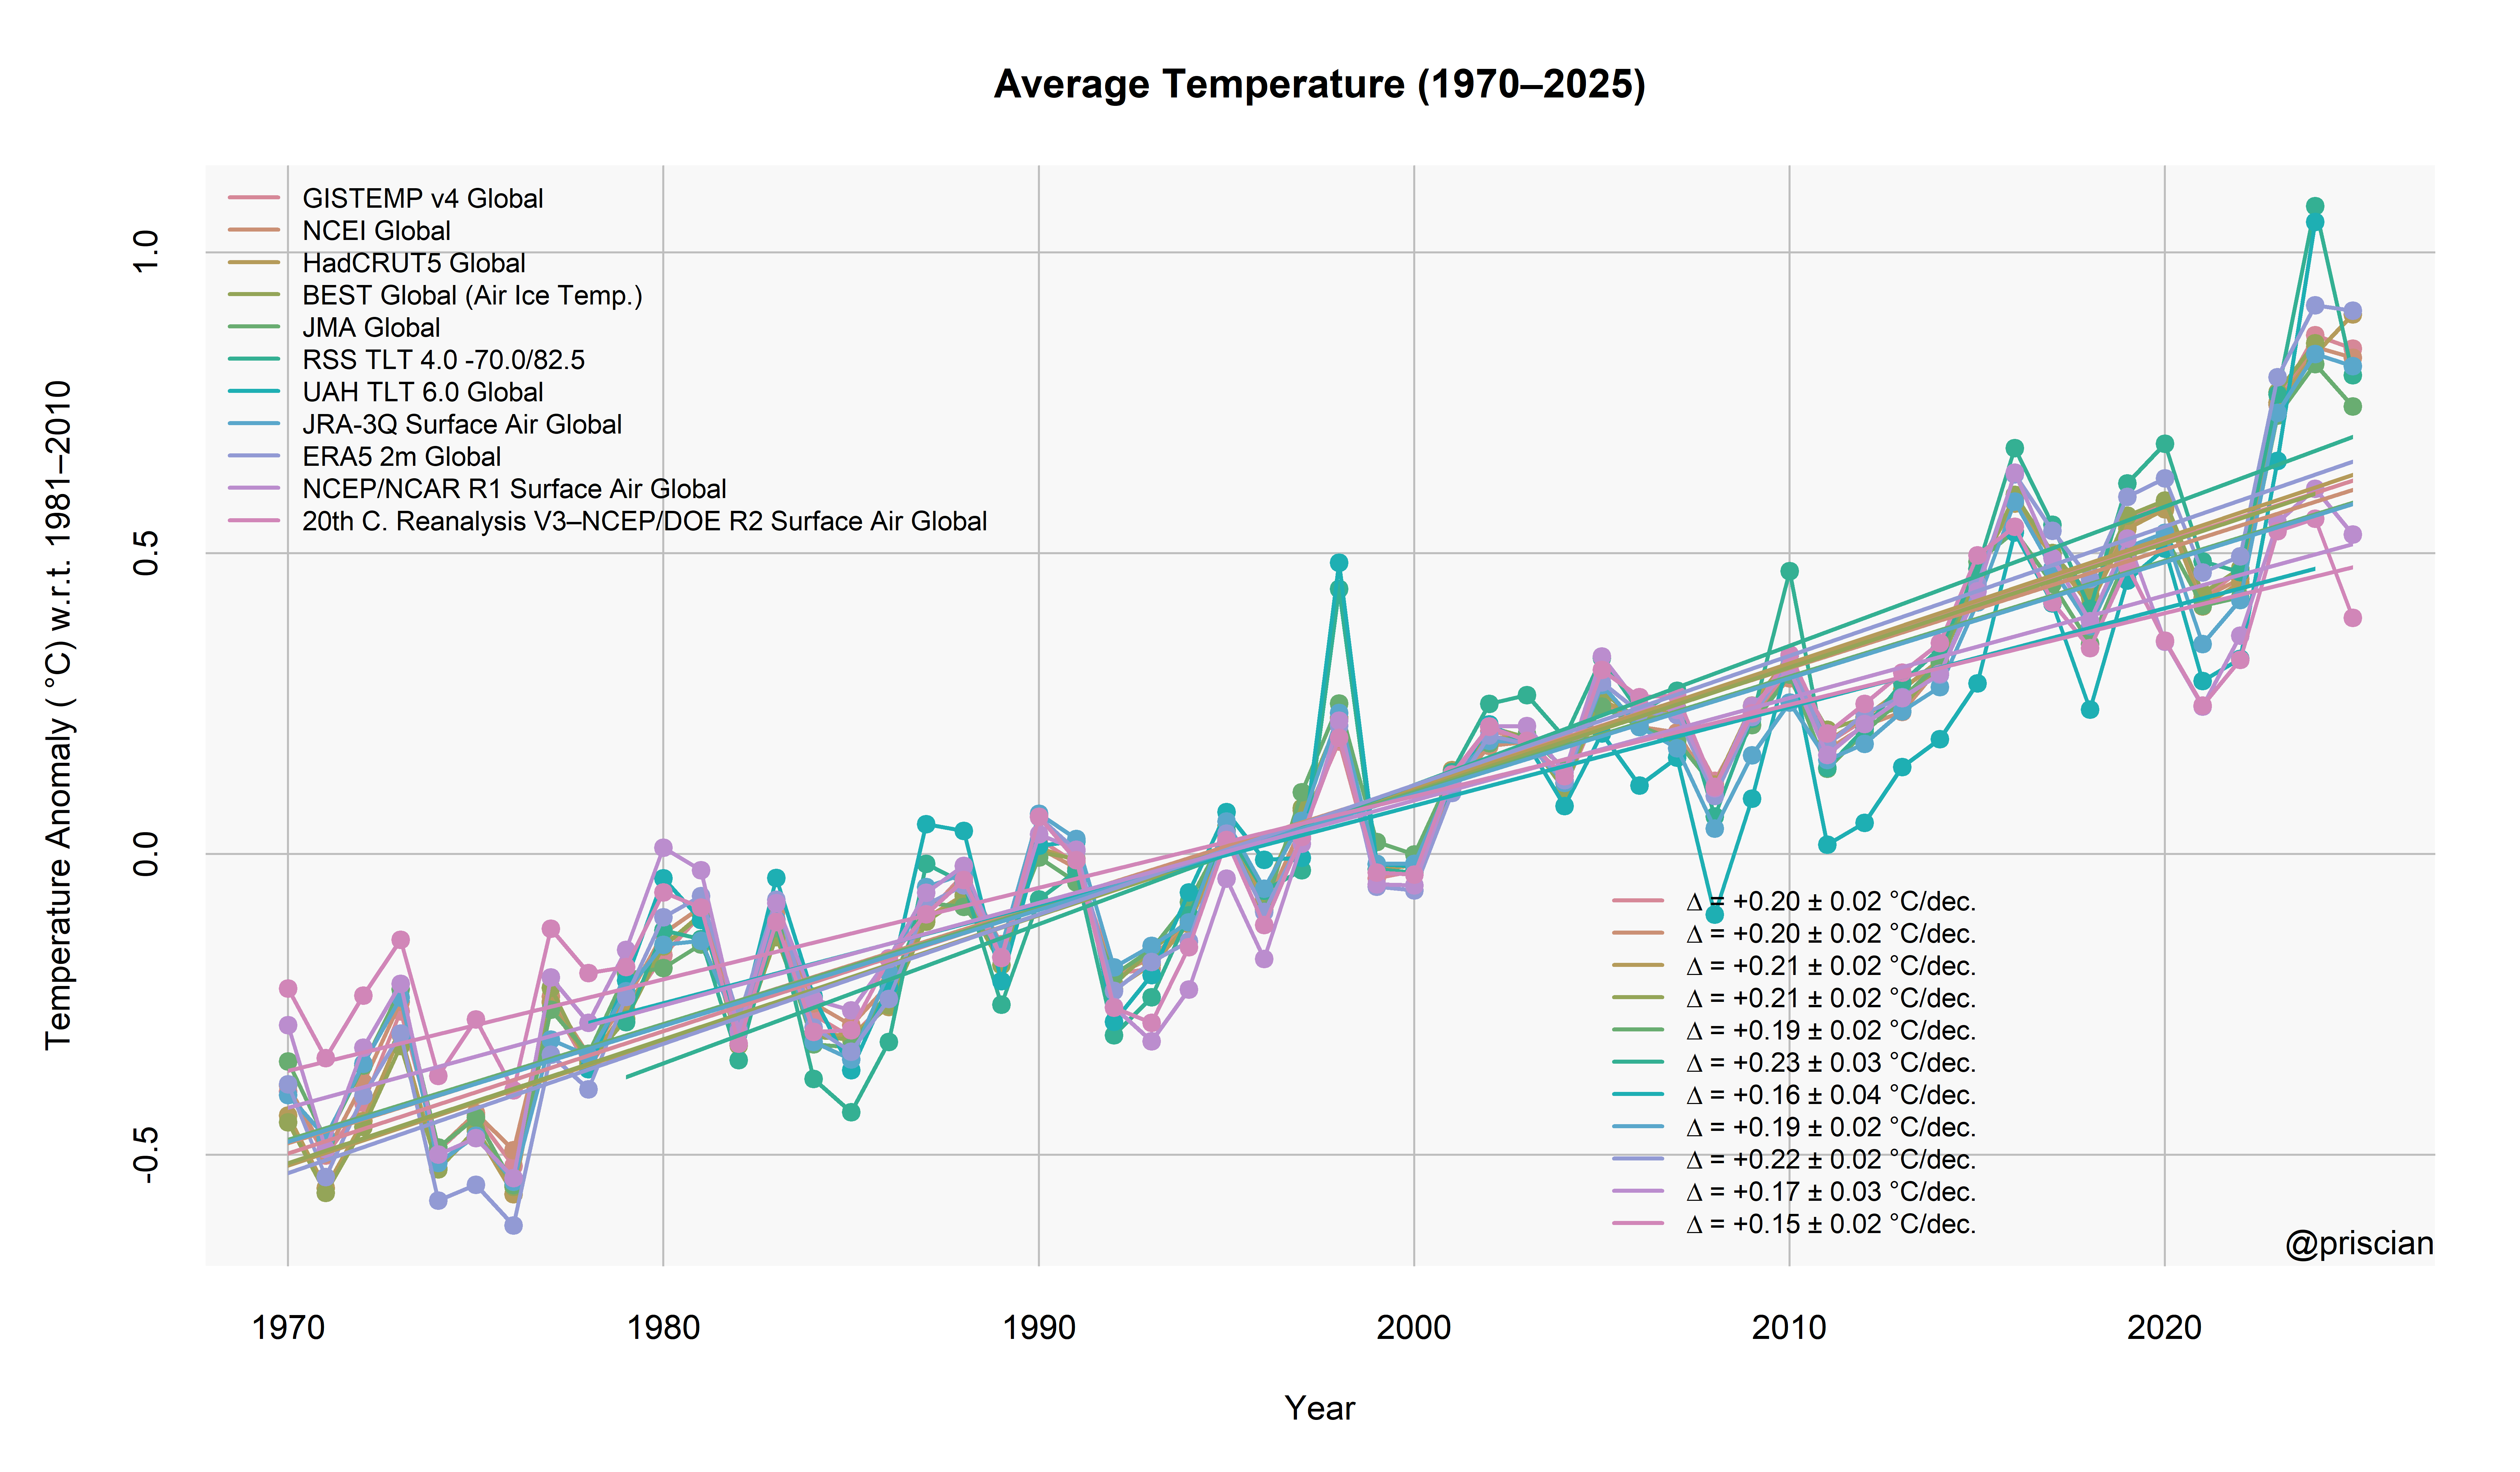 Average Temperature (1970–2025)
Temperature Anomaly ( °C) w.r.t. 1981–2010
1.0
0.5
0.0
-0.5
GISTEMP v4 Global
NCEI Global
HadCRUT5 Global
BEST Global (Air Ice Temp.)
JMA Global
RSS TLT 4.0 -70.0/82.5
UAH TLT 6.0 Global
JRA-3Q Surface Air Global
ERA5 2m Global
NCEP/NCAR R1 Surface Air Global
20th C. Reanalysis V3–NCEP/DOE R2 Surface Air Global
Δ = +0.20 ± 0.02 °C/dec.
Δ = +0.20 ± 0.02 °C/dec.
Δ = +0.21 ± 0.02 °C/dec.
Δ = +0.21 ± 0.02 °C/dec.
Δ = +0.19 ± 0.02 °C/dec.
Δ = +0.23 ± 0.03 °C/dec.
Δ = +0.16 ± 0.04 °C/dec.
Δ = +0.19 ± 0.02 °C/dec.
Δ = +0.22 ± 0.02 °C/dec.
Δ = +0.17 ± 0.03 °C/dec.
Δ = +0.15 ± 0.02 °C/dec.
@priscian
1970 1980 1990 2000 2010 2020
Year